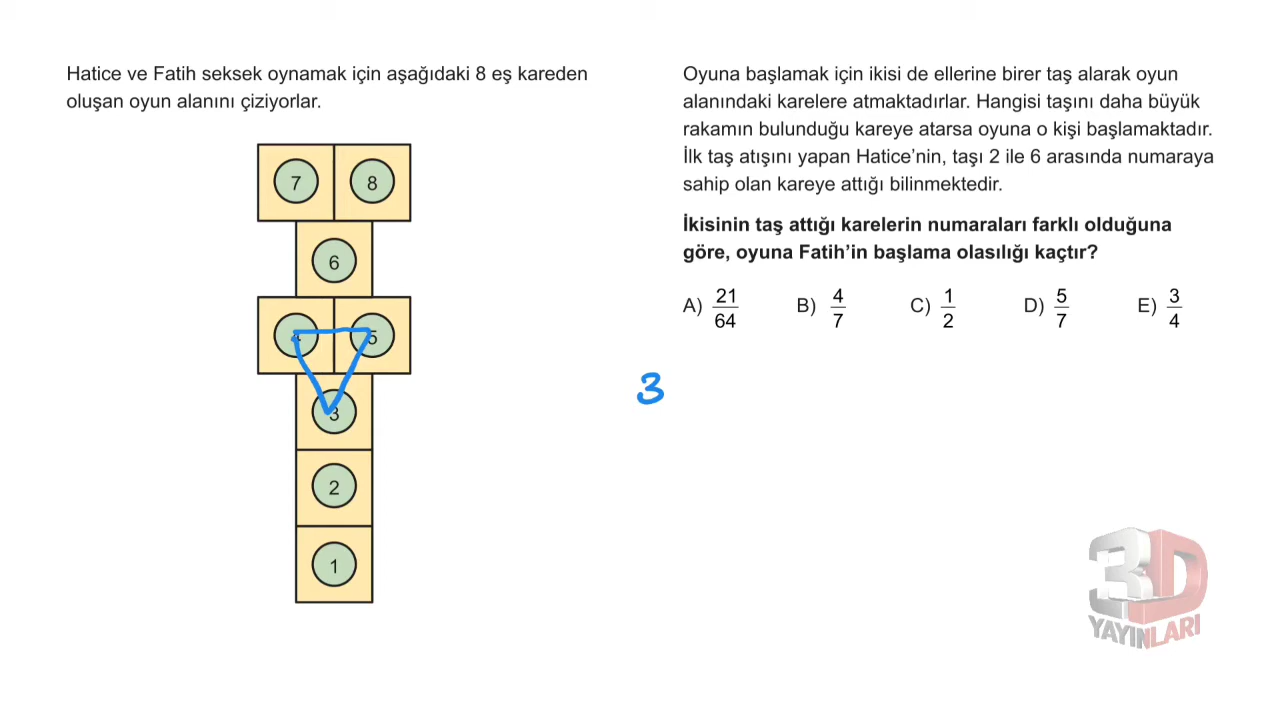 Hatice ve Fatih seksek oynamak için aşağıdaki 8 eş kareden
oluşan oyun alanını çiziyorlar.
7 8
6
4 5
3
2
1
Oyuna başlamak için ikisi de ellerine birer taş alarak oyun
alanındaki karelere atmaktadırlar. Hangisi taşını daha büyük
rakamın bulunduğu kareye atarsa oyuna o kişi başlamaktadır.
İlk taş atışını yapan Hatice’nin, taşı 2 ile 6 arasında numaraya
sahip olan kareye attığı bilinmektedir.
İkisinin taş attığı karelerin numaraları farklı olduğuna
göre, oyuna Fatih’in başlama olasılığı kaçtır?
A) 21/64 B) 4/7 C) 1/2 D) 5/7 E) 3/4
3
3D
YAYINLARI